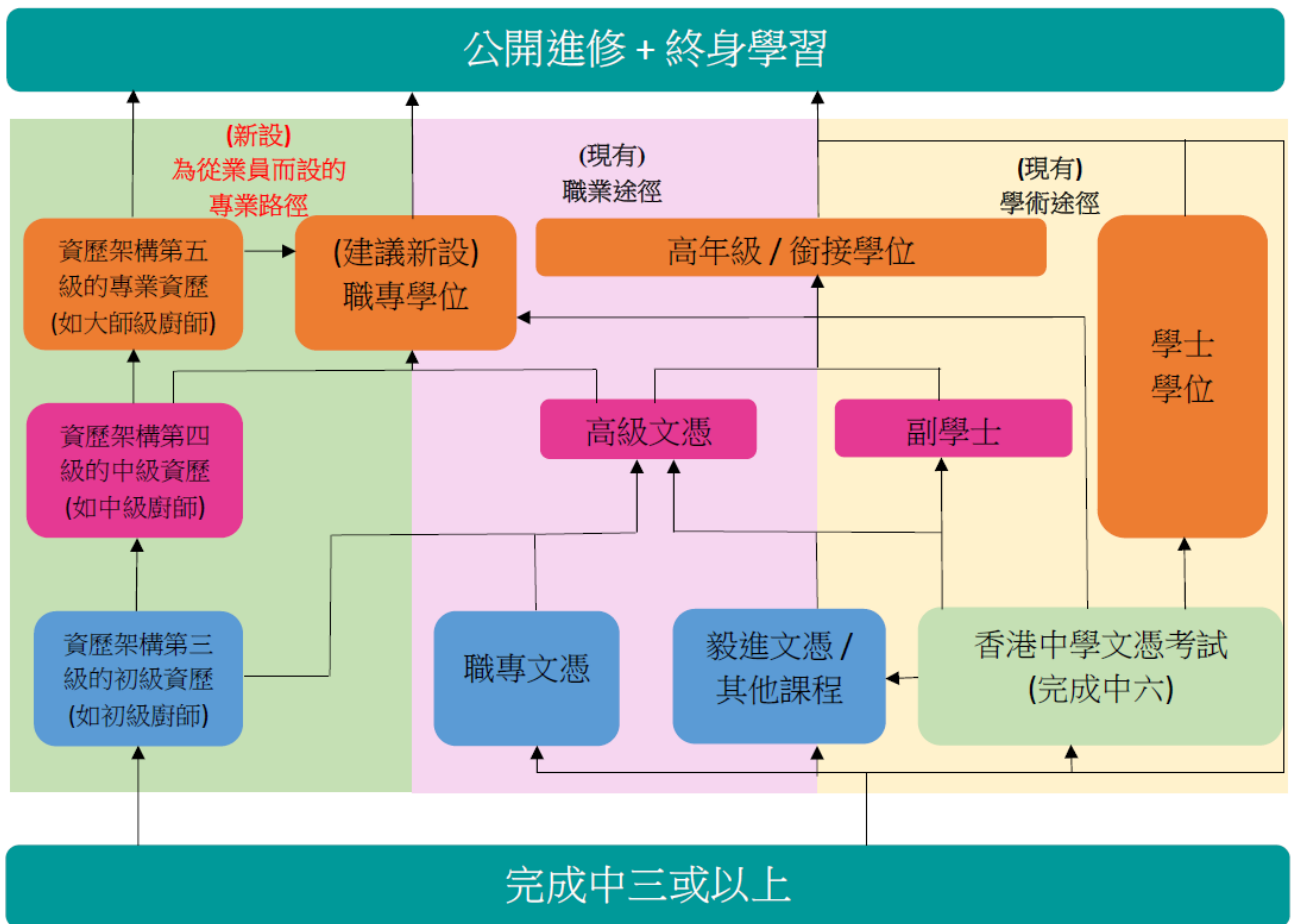 公開進修 + 終身學習
(新設)
為從業員而設的
專業路徑
(現有)
職業途徑
(現有)
學術途徑
資歷架構第五
級的專業資歷
(如大師級廚師)
(建議新設)
職專學位
高年級 / 銜接學位
學士
學位
資歷架構第四
級的中級資歷
(如中級廚師)
高級文憑
副學士
資歷架構第三
級的初級資歷
(如初級廚師)
職專文憑
毅進文憑 /
其他課程
香港中學文憑考試
(完成中六)
完成中三或以上